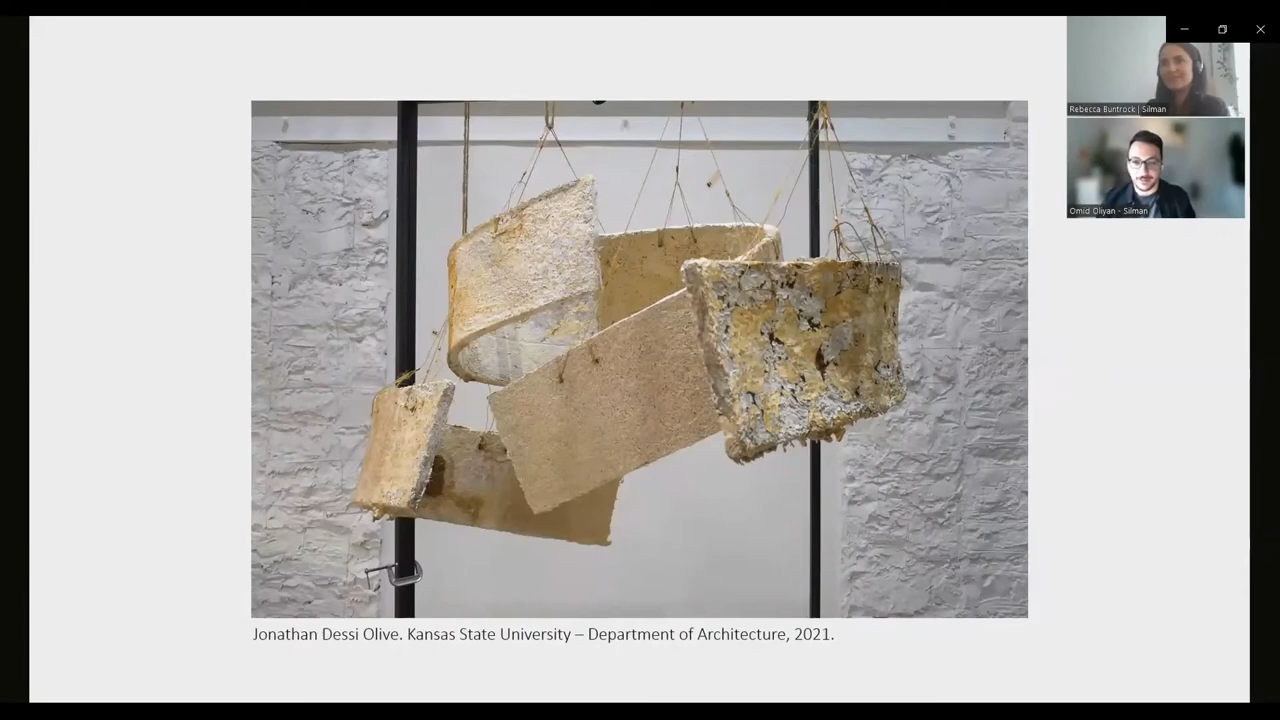 Rebecca Buntrock | Silman
Omid Oliyan - Silman
Jonathan Dessi Olive. Kansas State University – Department of Architecture, 2021.